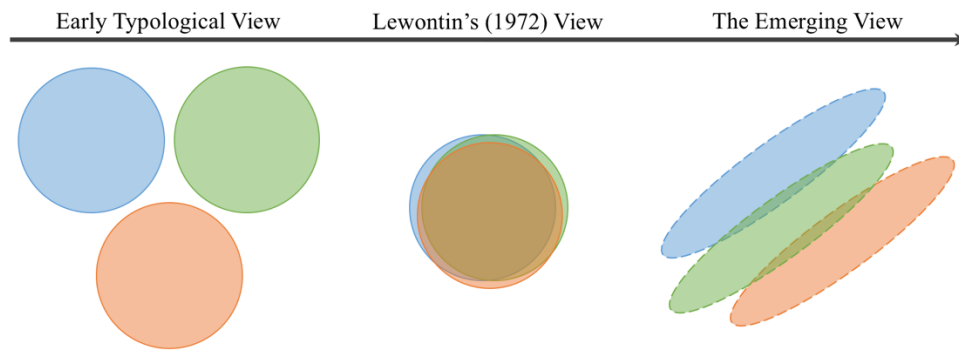 Early Typological View
Lewontin's (1972) View
The Emerging View